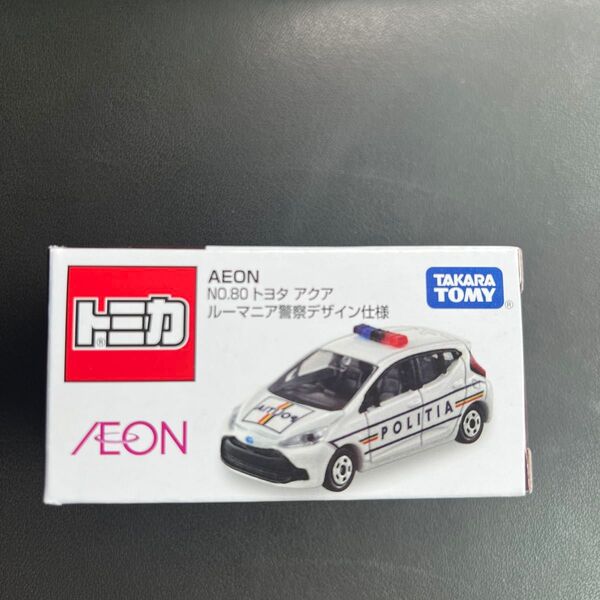 トミカ
®
AEON
NO.80 トヨタ アクア
ルーマニア警察デザイン仕様
TAKARA
TOMY
®
AEON
POLITIA